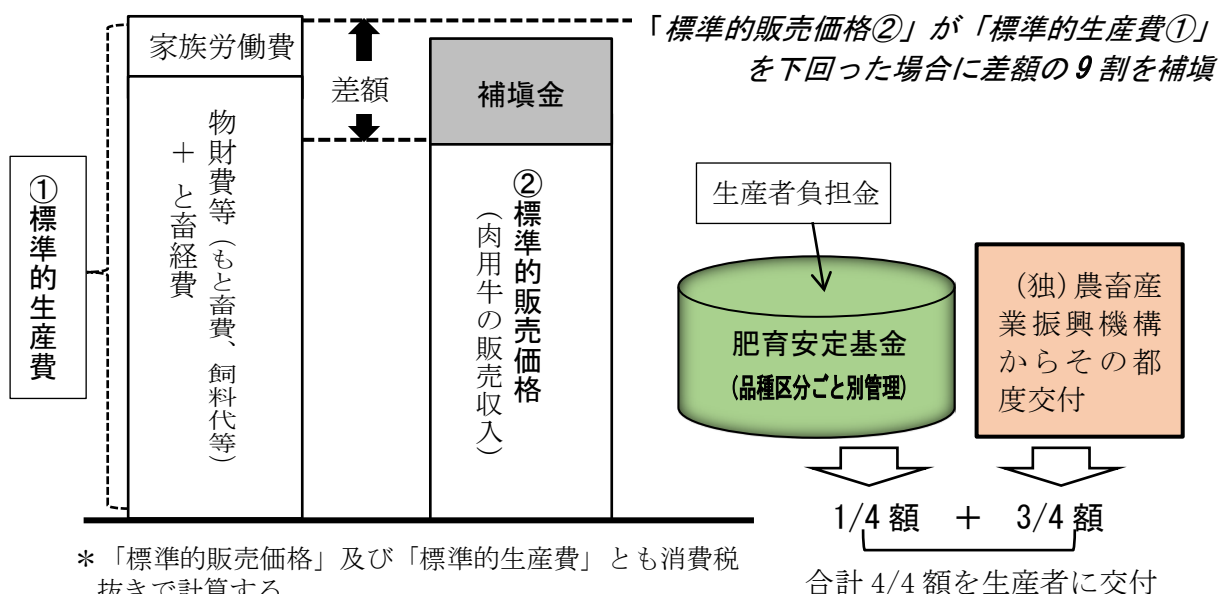 「標準的販売価格②」が「標準的生産費①」
を下回った場合に差額の9割を補塡
家族労働費
差額
補塡金
①標準的生産費
物財費等（もと畜費、飼料代等）
＋ と畜経費
②標準的販売価格
（肉用牛の販売収入）
生産者負担金
肥育安定基金
(品種区分ごと別管理)
（独）農畜産
業振興機構
からその都
度交付
1/4額 ＋ 3/4額
合計4/4額を生産者に交付
＊「標準的販売価格」及び「標準的生産費」とも消費税
抜きで計算する